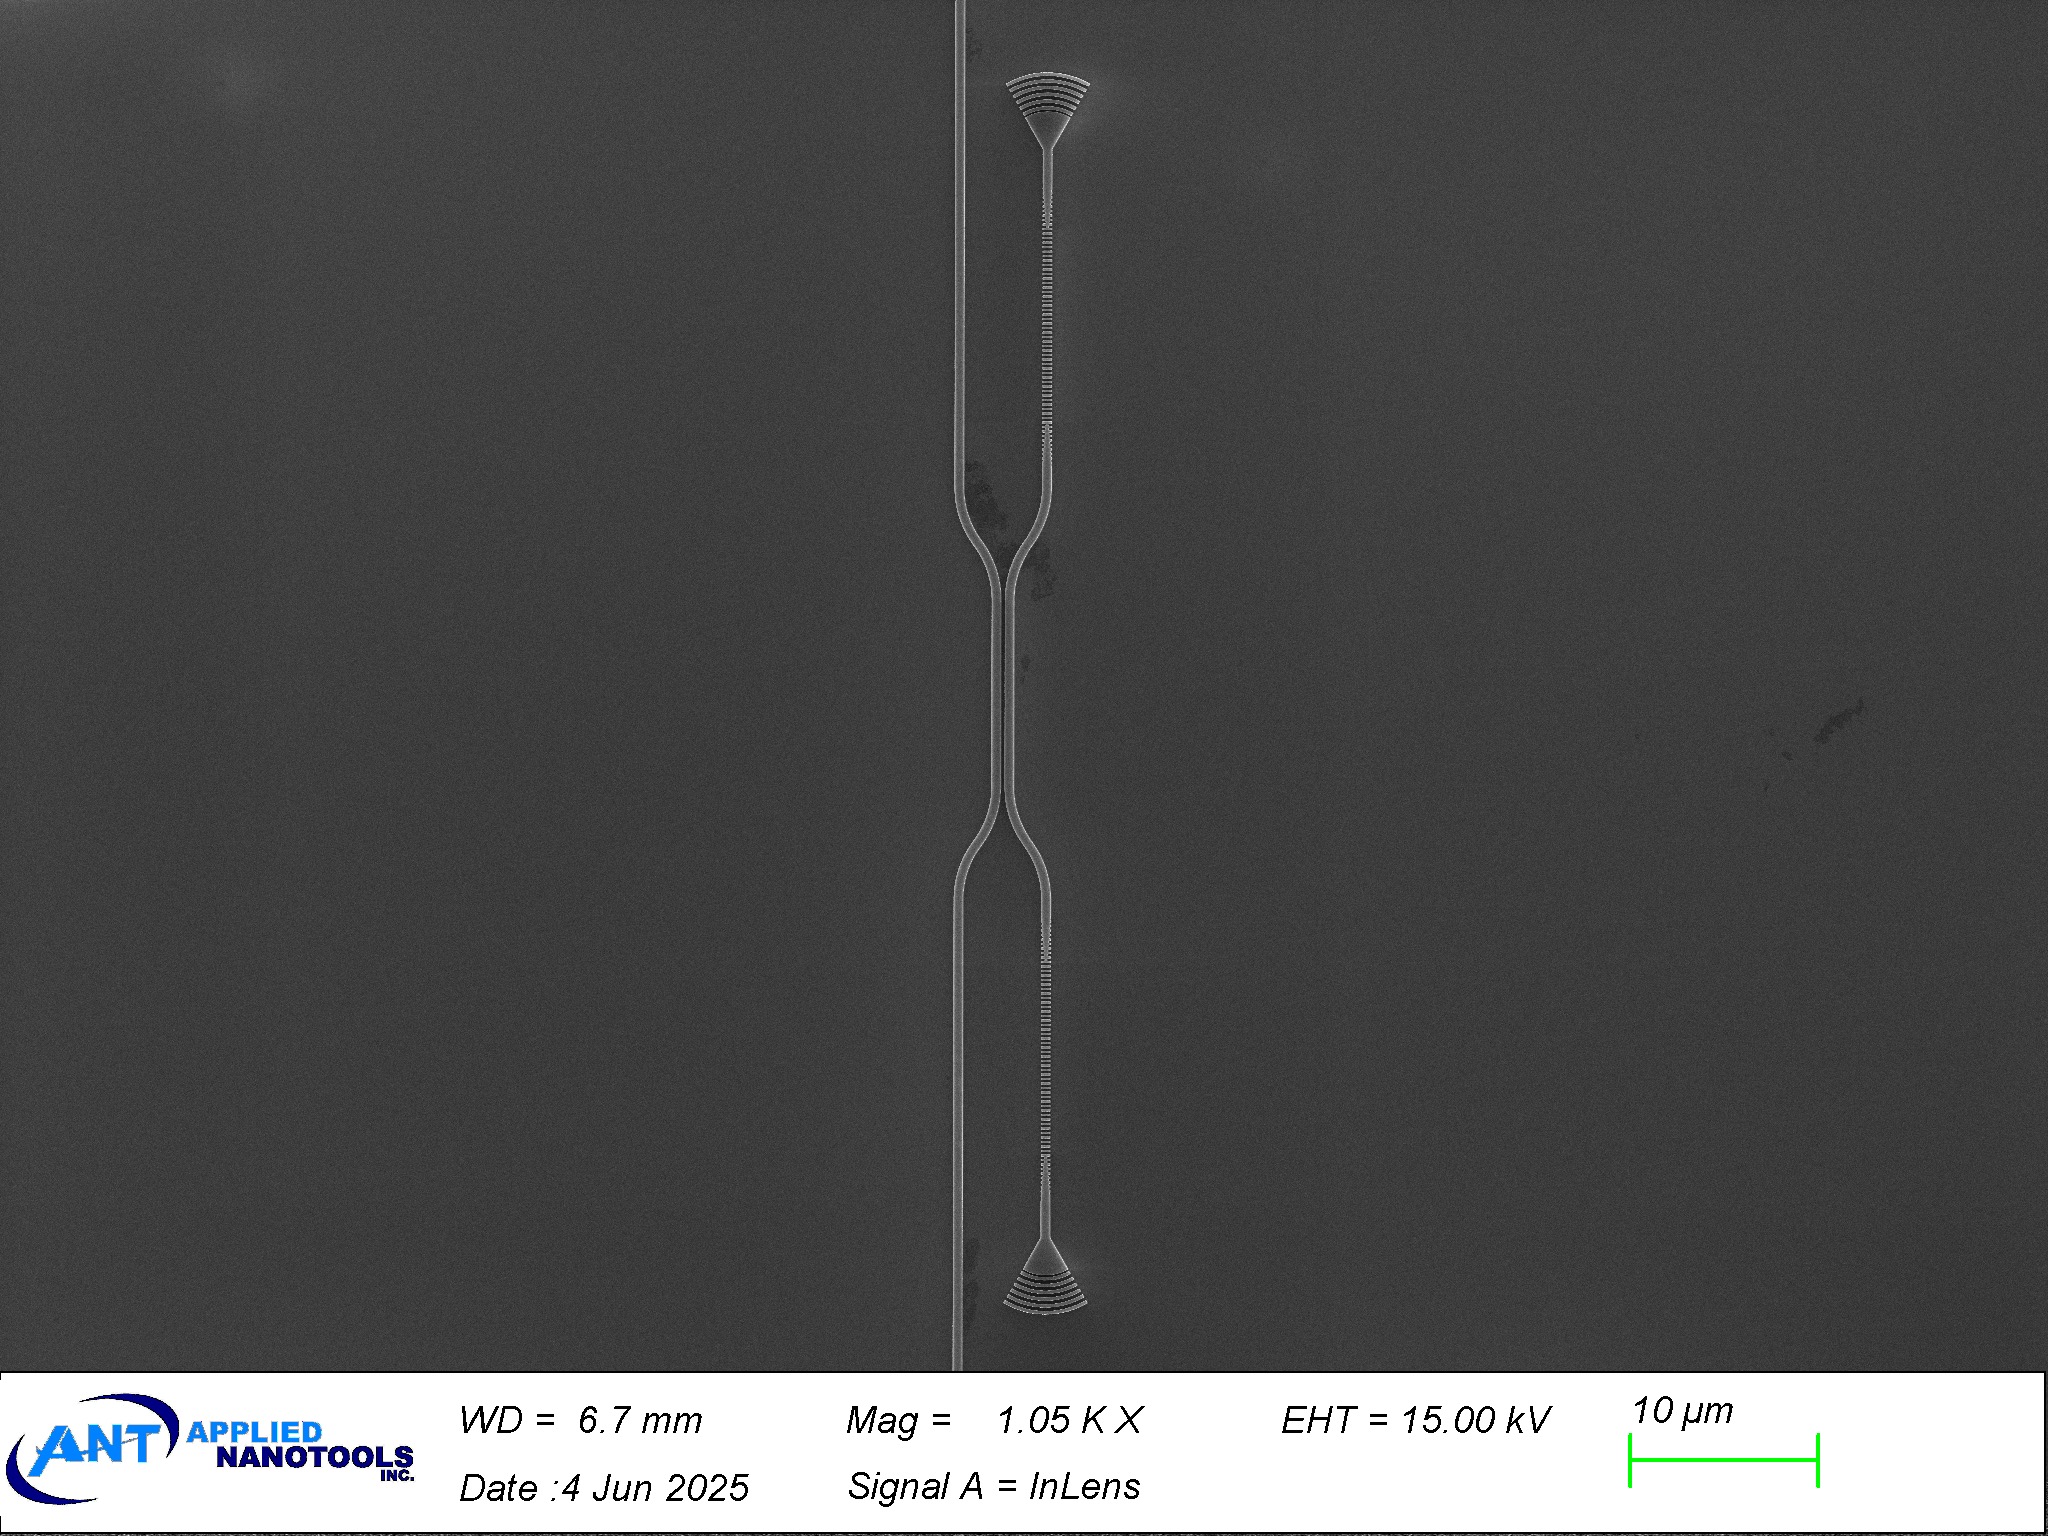 ANT APPLIED
NANOTOOLS
INC.
WD = 6.7 mm
Mag = 1.05 K X
EHT = 15.00 kV
10 µm
Date :4 Jun 2025
Signal A = InLens